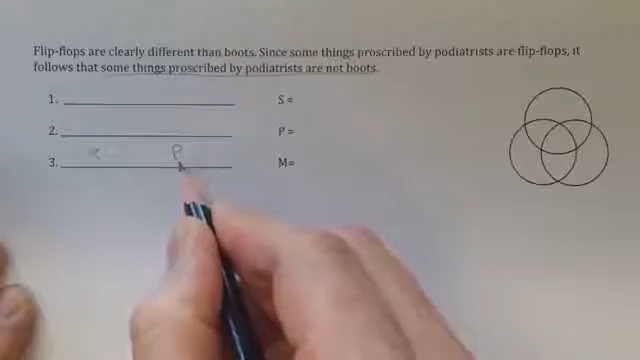 Flip-flops are clearly different than boots. Since some things proscribed by podiatrists are flip-flops, it
follows that some things proscribed by podiatrists are not boots.
1. S =
2. P =
P
3. M=